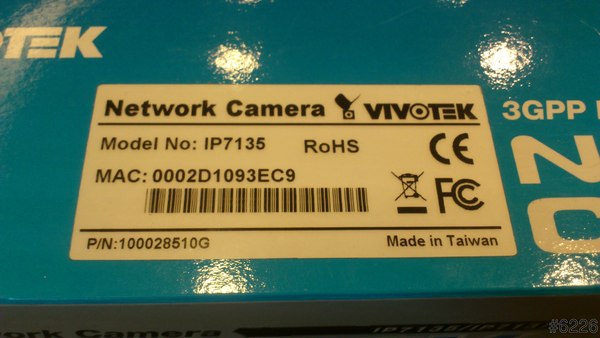 VOTEK
Network Camera VIVOTEK
3GPP
Model No: IP7135 RoHS CE
MAC: 0002D1093EC9
FC
P/N:100028510G Made in Taiwan
Network Camera
#6226